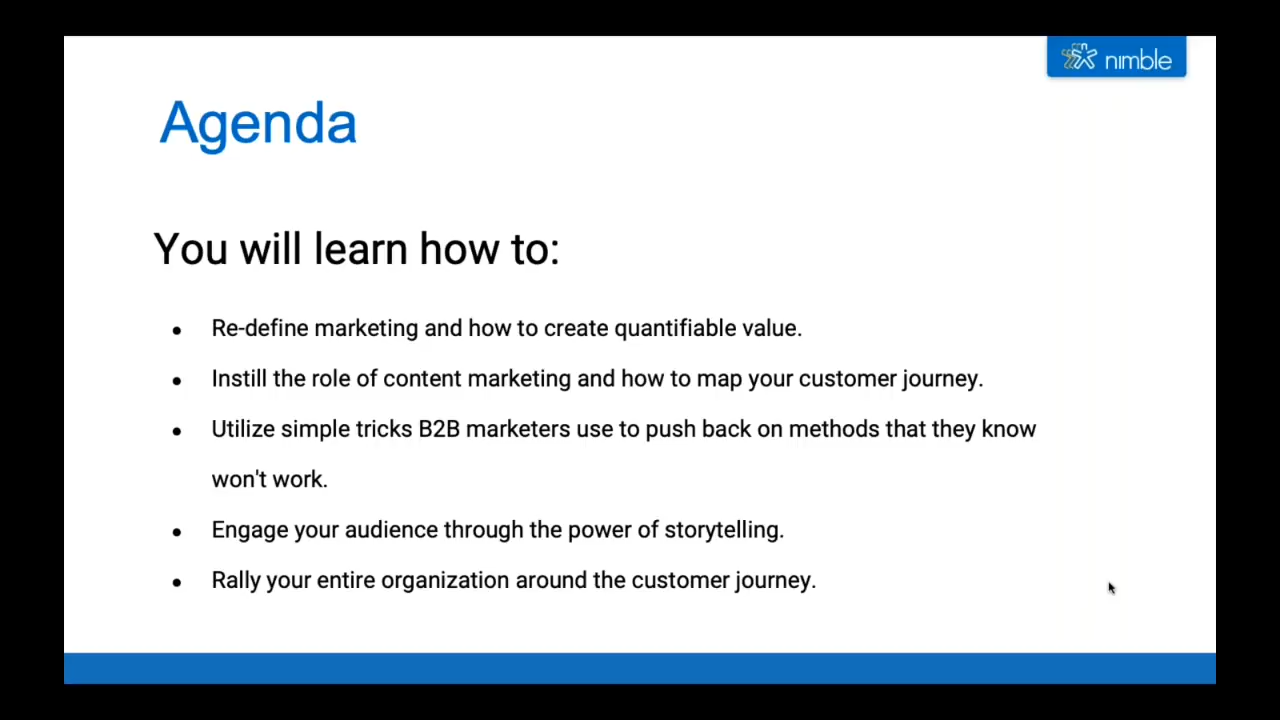 nimble
Agenda
You will learn how to:
• Re-define marketing and how to create quantifiable value.
• Instill the role of content marketing and how to map your customer journey.
• Utilize simple tricks B2B marketers use to push back on methods that they know
won't work.
• Engage your audience through the power of storytelling.
• Rally your entire organization around the customer journey.